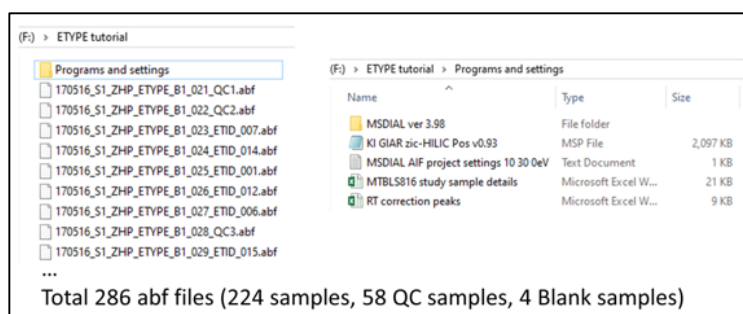 (F:) > ETYPE tutorial
Programs and settings
170516_S1_ZHP_ETYPE_B1_021_QC1.abf
170516_S1_ZHP_ETYPE_B1_022_QC2.abf
170516_S1_ZHP_ETYPE_B1_023_ETID_007.abf
170516_S1_ZHP_ETYPE_B1_024_ETID_014.abf
170516_S1_ZHP_ETYPE_B1_025_ETID_001.abf
170516_S1_ZHP_ETYPE_B1_026_ETID_012.abf
170516_S1_ZHP_ETYPE_B1_027_ETID_006.abf
170516_S1_ZHP_ETYPE_B1_028_QC3.abf
170516_S1_ZHP_ETYPE_B1_029_ETID_015.abf
...
(F:) > ETYPE tutorial > Programs and settings
Name Type Size
MSDIAL ver 3.98 File folder
KI GIAR zic-HILIC Pos v0.93 MSP File 2,097 KB
MSDIAL AIF project settings 10 30 0eV Text Document 1 KB
MTBLS816 study sample details Microsoft Excel W... 21 KB
RT correction peaks Microsoft Excel W... 9 KB
Total 286 abf files (224 samples, 58 QC samples, 4 Blank samples)